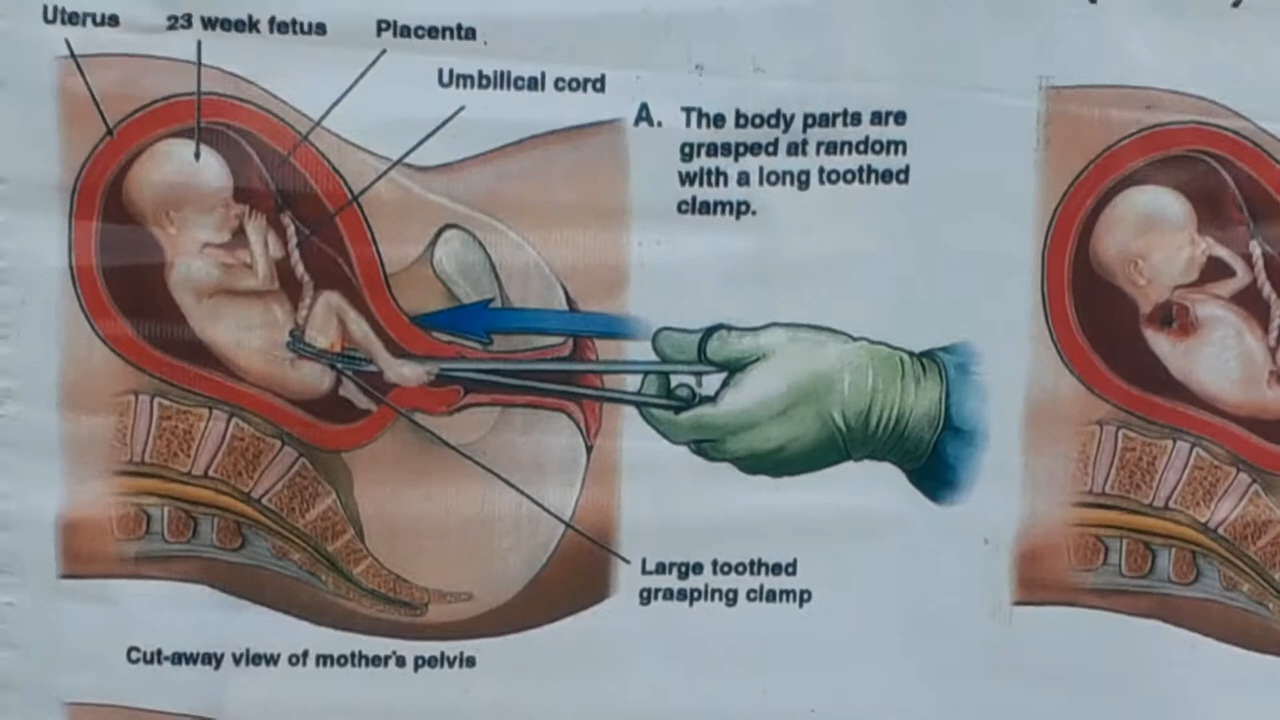 Uterus
23 week fetus
Placenta
Umbilical cord
A. The body parts are
grasped at random
with a long toothed
clamp.
Large toothed
grasping clamp
Cut-away view of mother's pelvis